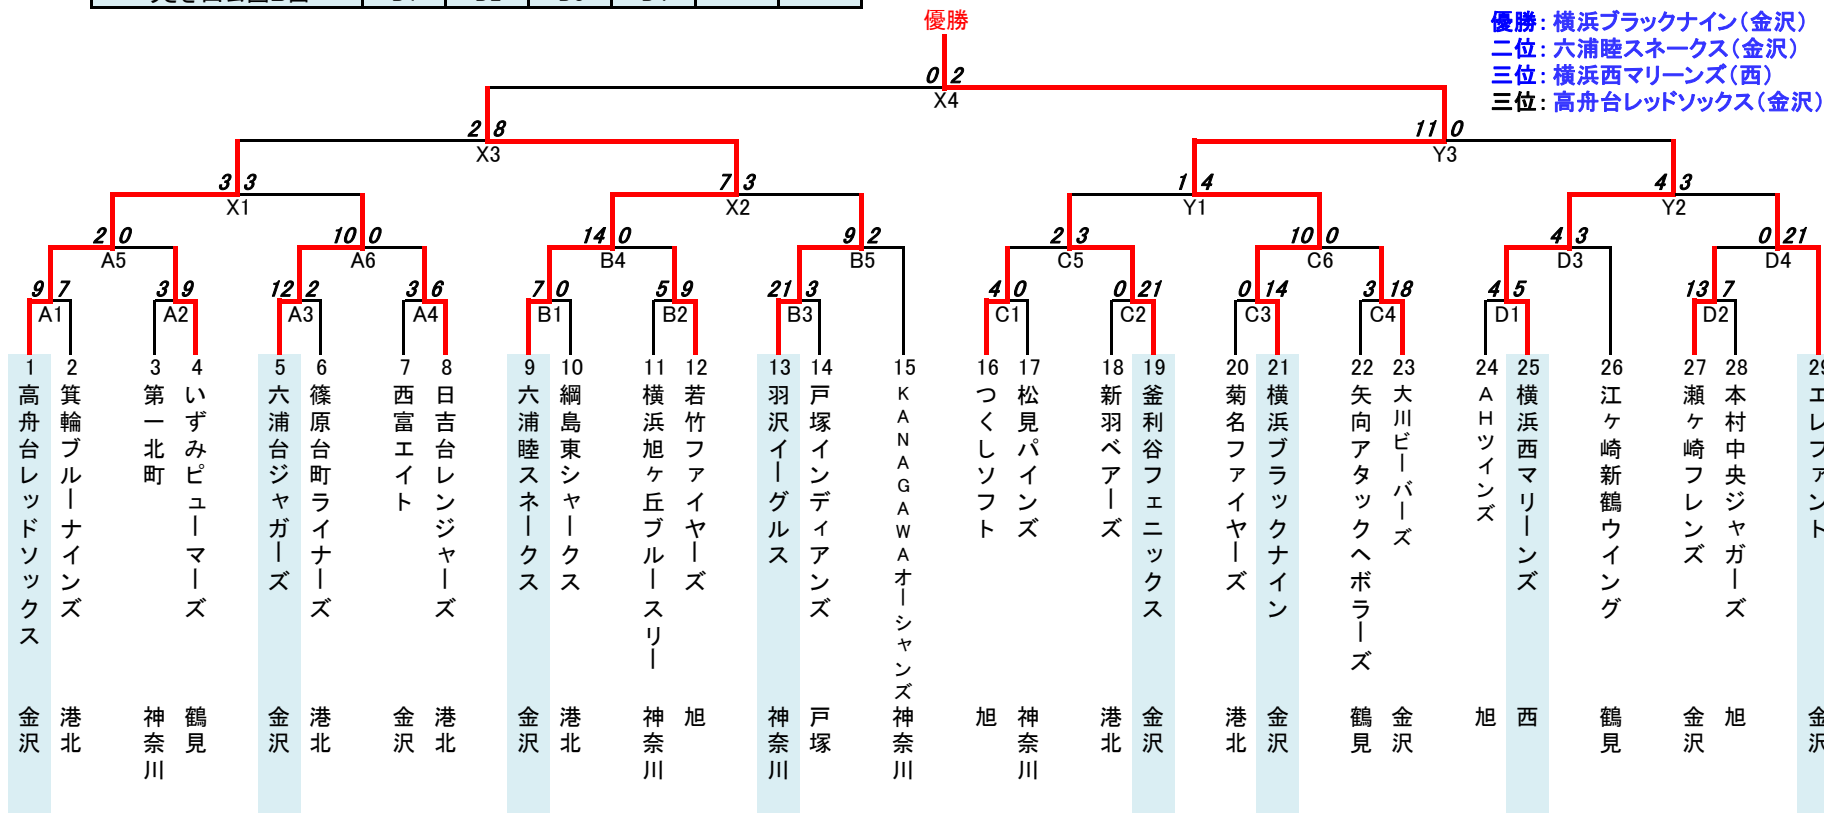 優勝
優勝：横浜ブラックナイン（金沢）
二位：六浦睦スネークス（金沢）
三位：横浜西マリーンズ（西）
三位：高舟台レッドソックス（金沢）
0 2
X4
2 8
X3
11 0
Y3
3 3
X1
7 3
X2
1 4
Y1
4 3
Y2
2 0
A5
10 0
A6
14 0
B4
9 2
B5
2 3
C5
10 0
C6
4 3
D3
0 21
D4
9 7
A1
3 9
A2
12 2
A3
3 6
A4
7 0
B1
5 9
B2
21 3
B3
4 0
C1
0 21
C2
0 14
C3
3 18
C4
4 5
D1
13 7
D2
1 高舟台レッドソックス 金沢
2 箕輪ブルーナインズ 港北
3 第一北町 神奈川
4 いずみピューマーズ 鶴見
5 六浦台ジャガーズ 金沢
6 篠原台町ライナーズ 港北
7 西富エイト 金沢
8 日吉台レンジャーズ 港北
9 六浦睦スネークス 金沢
10 綱島東シャークス 港北
11 横浜旭ヶ丘ブルースリー 神奈川
12 若竹ファイヤーズ 旭
13 羽沢イーグルス 神奈川
14 戸塚インディアンズ 戸塚
15 KANAGAWAオーシャンズ 神奈川
16 つくしソフト 旭
17 松見パインズ 神奈川
18 新羽ベアーズ 港北
19 釜利谷フェニックス 金沢
20 菊名ファイヤーズ 港北
21 横浜ブラックナイン 金沢
22 矢向アタックヘボラーズ 鶴見
23 大川ビーバーズ 金沢
24 AHツインズ 旭
25 横浜西マリーンズ 西
26 江ヶ崎新鶴ウイング 鶴見
27 瀬ヶ崎フレンズ 金沢
28 本村中央ジャガーズ 旭
29 エレファント 金沢